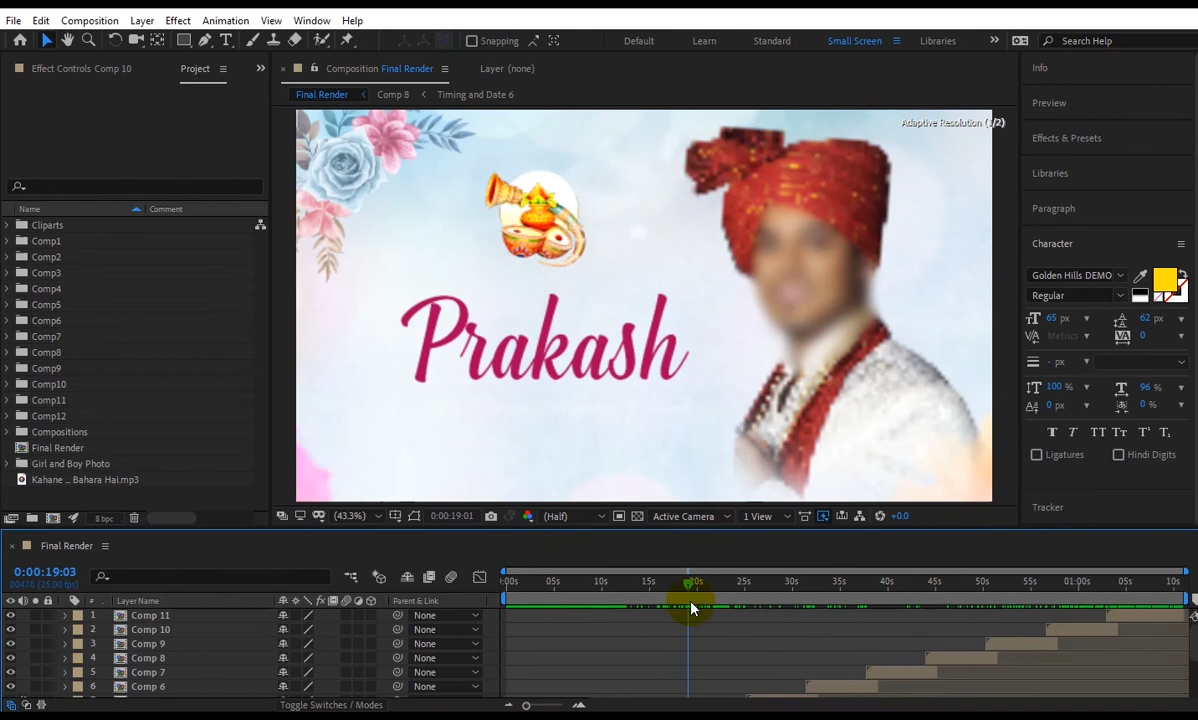 File Edit Composition Layer Effect Animation View Window Help
Snapping Default Learn Standard Small Screen Libraries Search Help
Effect Controls Comp 10 Project
Composition Final Render Layer (none)
Final Render Comp 8 Timing and Date 6
Adaptive Resolution (1/2)
Prakash
Name Comment
Cliparts
Comp1
Comp2
Comp3
Comp4
Comp5
Comp6
Comp7
Comp8
Comp9
Comp10
Comp11
Comp12
Compositions
Final Render
Girl and Boy Photo
Kahane ... Bahara Hai.mp3
8 bpc
(43.3%) 0:00:19:01 (Half) Active Camera 1 View +0.0
Info
Preview
Effects & Presets
Libraries
Paragraph
Character
Golden Hills DEMO
Regular
65 px 62 px
Metrics 0
- px
100 % 96 %
0 px 0 %
T T TT Tt T¹ T₁
Ligatures Hindi Digits
Tracker
Final Render
0:00:19:03
00478 (25.00 fps)
:00s 05s 10s 15s 20s 25s 30s 35s 40s 45s 50s 55s 01:00s 05s 10s
# Layer Name Parent & Link
1 Comp 11 None
2 Comp 10 None
3 Comp 9 None
4 Comp 8 None
5 Comp 7 None
6 Comp 6 None
Toggle Switches / Modes